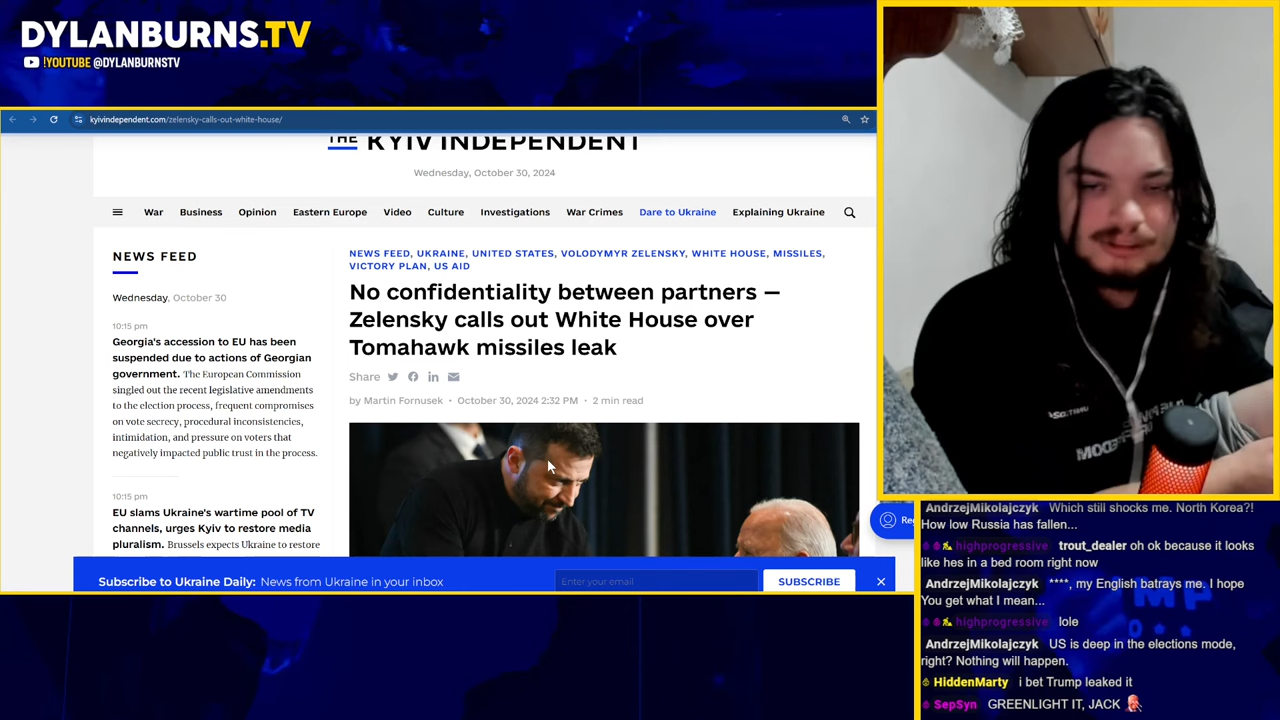 DYLANBURNS.TV
!YOUTUBE @DYLANBURNSTV
kyivindependent.com/zelensky-calls-out-white-house/
THE KYIV INDEPENDENT
Wednesday, October 30, 2024
War Business Opinion Eastern Europe Video Culture Investigations War Crimes Dare to Ukraine Explaining Ukraine
NEWS FEED
Wednesday, October 30
10:15 pm
Georgia's accession to EU has been
suspended due to actions of Georgian
government. The European Commission
singled out the recent legislative amendments
to the election process, frequent compromises
on vote secrecy, procedural inconsistencies,
intimidation, and pressure on voters that
negatively impacted public trust in the process.
10:15 pm
EU slams Ukraine's wartime pool of TV
channels, urges Kyiv to restore media
pluralism. Brussels expects Ukraine to restore
NEWS FEED, UKRAINE, UNITED STATES, VOLODYMYR ZELENSKY, WHITE HOUSE, MISSILES,
VICTORY PLAN, US AID
No confidentiality between partners —
Zelensky calls out White House over
Tomahawk missiles leak
Share
by Martin Fornusek • October 30, 2024 2:32 PM • 2 min read
Subscribe to Ukraine Daily: News from Ukraine in your inbox
Enter your email
SUBSCRIBE
AndrzejMikolajczyk Which still shocks me. North Korea?!
How low Russia has fallen...
highprogressive trout_dealer oh ok because it looks
like hes in a bed room right now
AndrzejMikolajczyk ****, my English batrays me. I hope
You get what I mean...
highprogressive lole
AndrzejMikolajczyk US is deep in the elections mode,
right? Nothing will happen.
HiddenMarty i bet Trump leaked it
SepSyn GREENLIGHT IT, JACK